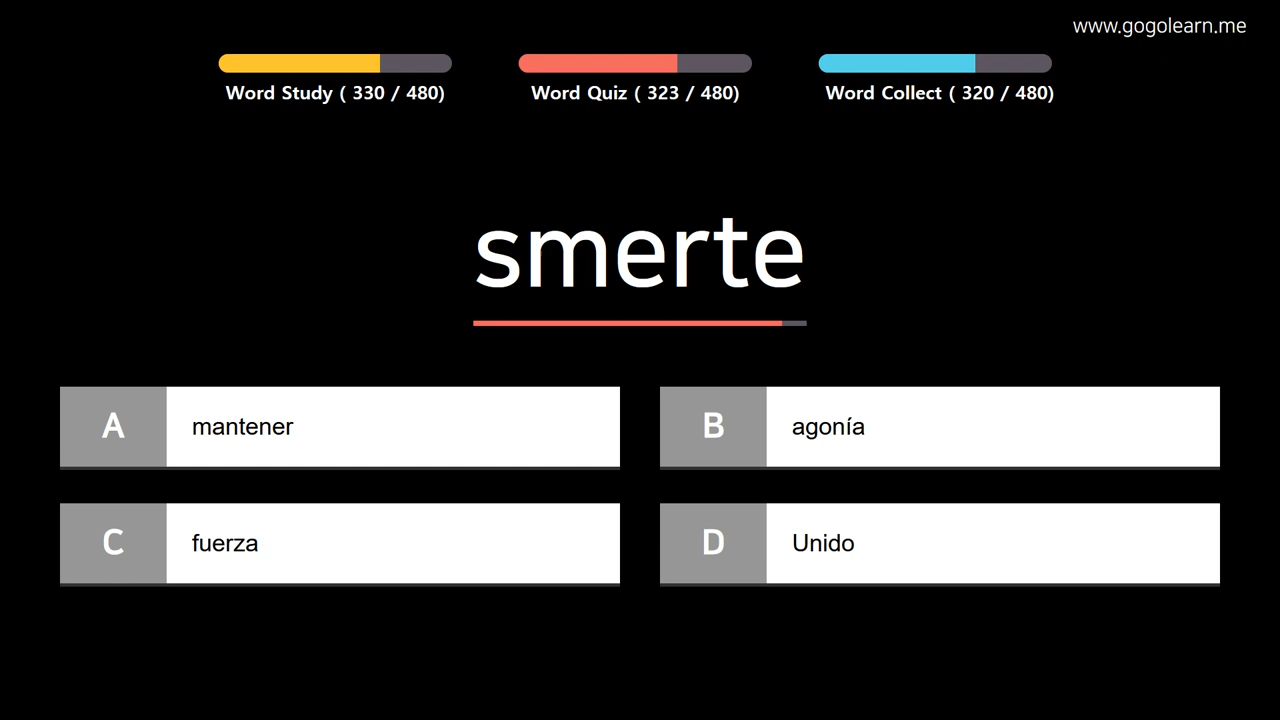 www.gogolearn.me
Word Study ( 330 / 480)
Word Quiz ( 323 / 480)
Word Collect ( 320 / 480)
smerte
A mantener
B agonía
C fuerza
D Unido